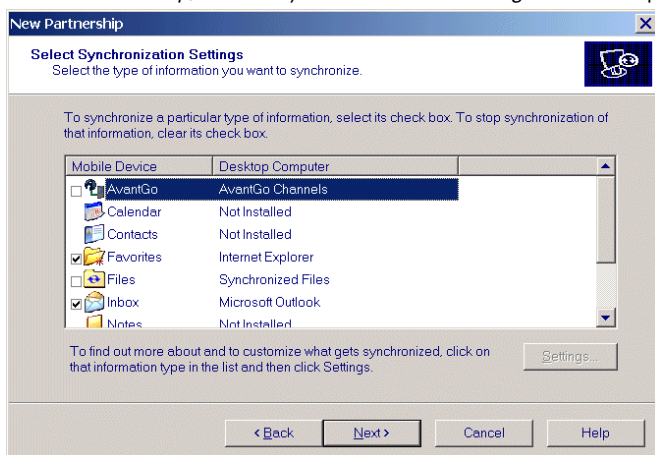 New Partnership
Select Synchronization Settings
Select the type of information you want to synchronize.
To synchronize a particular type of information, select its check box. To stop synchronization of
that information, clear its check box.
Mobile Device Desktop Computer
AvantGo AvantGo Channels
Calendar Not Installed
Contacts Not Installed
Favorites Internet Explorer
Files Synchronized Files
Inbox Microsoft Outlook
Notes Not Installed
To find out more about and to customize what gets synchronized, click on
that information type in the list and then click Settings.
Settings...
< Back Next > Cancel Help